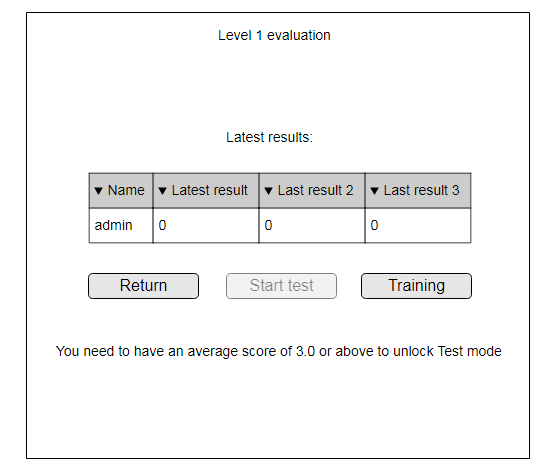 Level 1 evaluation
Latest results:
▼ Name ▼ Latest result ▼ Last result 2 ▼ Last result 3
admin 0 0 0
Return Start test Training
You need to have an average score of 3.0 or above to unlock Test mode